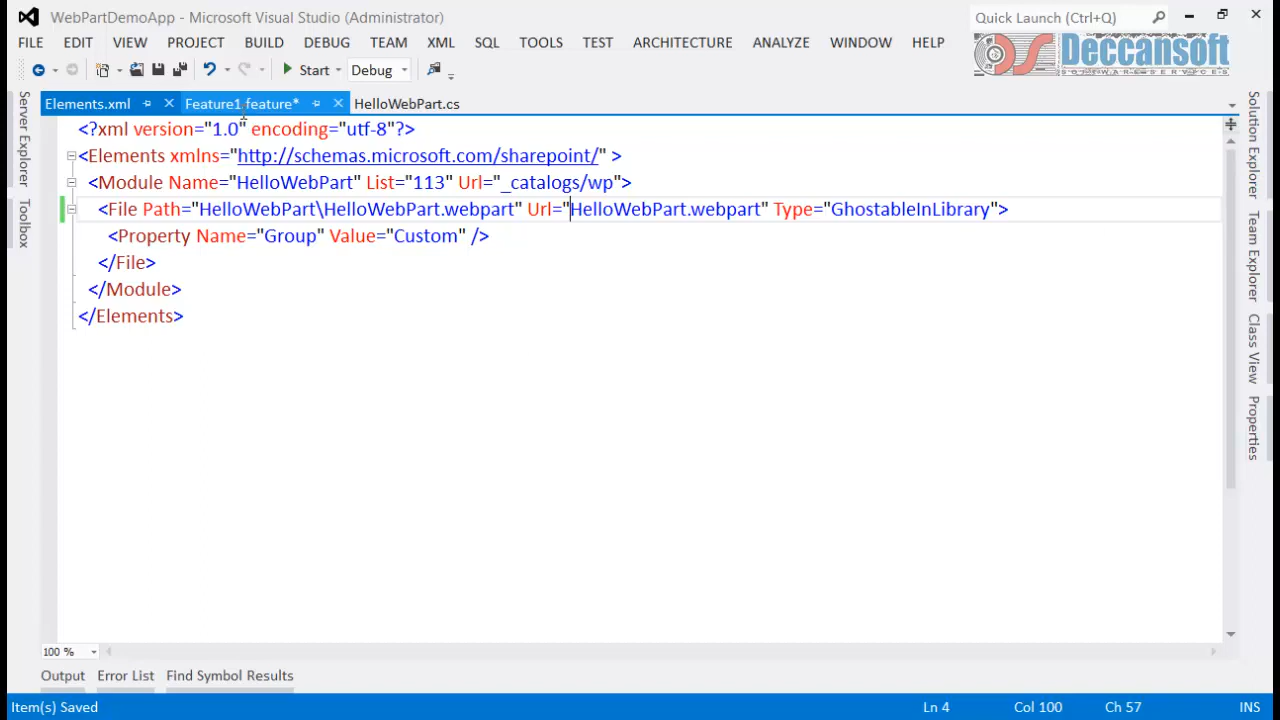 WebPartDemoApp - Microsoft Visual Studio (Administrator)
Quick Launch (Ctrl+Q)
FILE EDIT VIEW PROJECT BUILD DEBUG TEAM XML SQL TOOLS TEST ARCHITECTURE ANALYZE WINDOW HELP
Deccansoft
SOFTWARE SERVICES
Start Debug
Elements.xml Feature1.feature* HelloWebPart.cs
Server Explorer
Toolbox
<?xml version="1.0" encoding="utf-8"?>
<Elements xmlns="http://schemas.microsoft.com/sharepoint/" >
<Module Name="HelloWebPart" List="113" Url="_catalogs/wp">
<File Path="HelloWebPart\HelloWebPart.webpart" Url="HelloWebPart.webpart" Type="GhostableInLibrary">
<Property Name="Group" Value="Custom" />
</File>
</Module>
</Elements>
Solution Explorer
Team Explorer
Class View
Properties
100 %
Output Error List Find Symbol Results
Item(s) Saved Ln 4 Col 100 Ch 57 INS